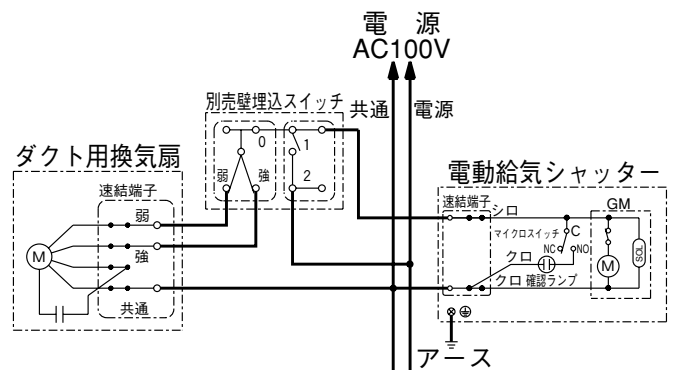 電 源
AC100V
別売壁埋込スイッチ
共通
電源
0
1
弱
強
2
ダクト用換気扇
速結端子
弱
強
M
共通
電動給気シャッター
速結端子
シロ
GM
マイクロスイッチ
C
NC
NO
クロ
M
SOL
クロ
確認ランプ
アース